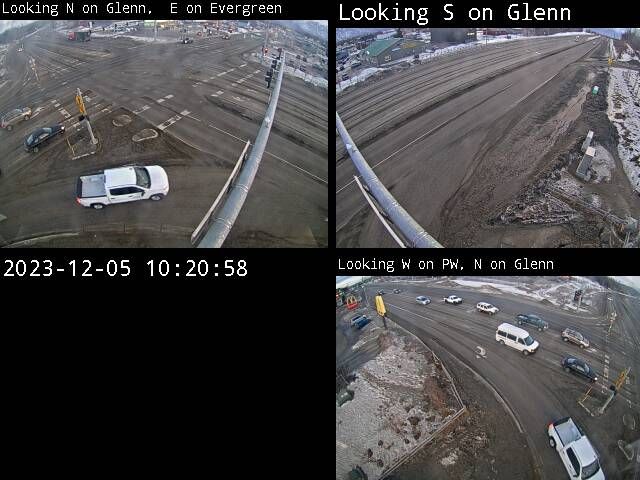 Looking N on Glenn,  E on Evergreen
Looking S on Glenn
2023-12-05 10:20:58
Looking W on PW, N on Glenn